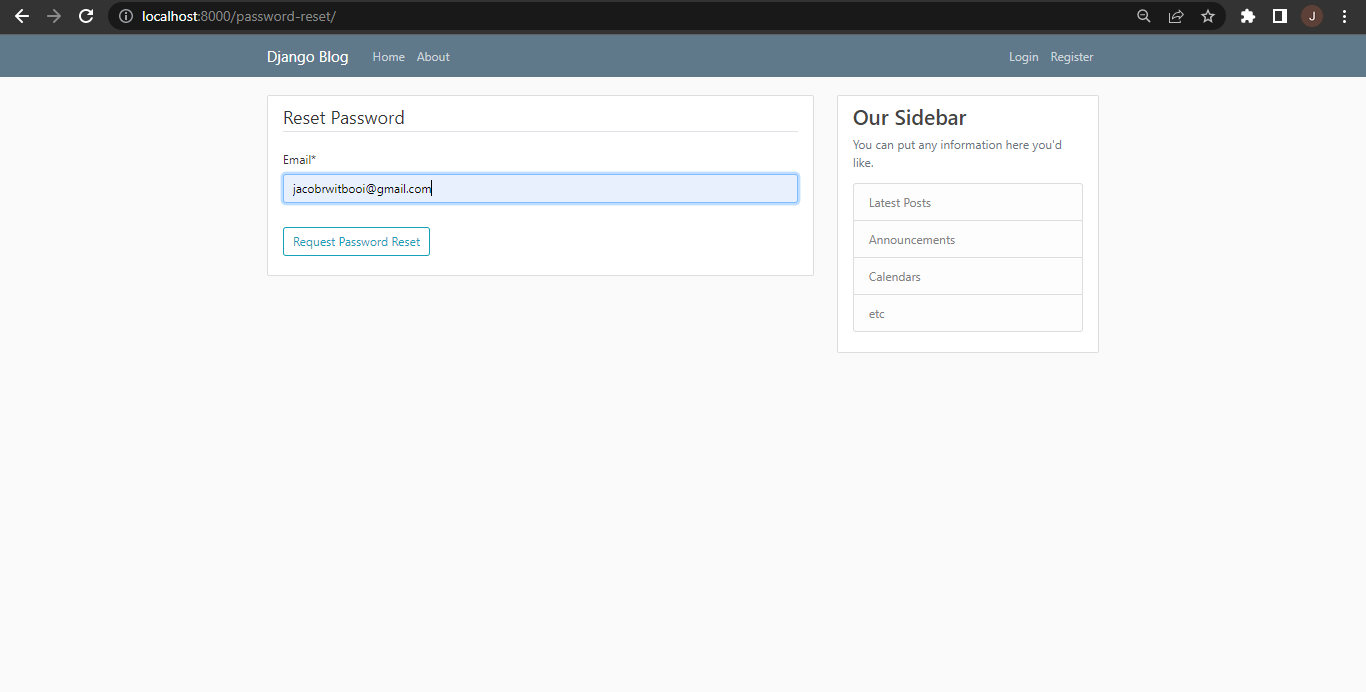 localhost:8000/password-reset/
J
Django Blog Home About Login Register
Reset Password
Email*
jacobrwitbooi@gmail.com
Request Password Reset
Our Sidebar
You can put any information here you'd
like.
Latest Posts
Announcements
Calendars
etc